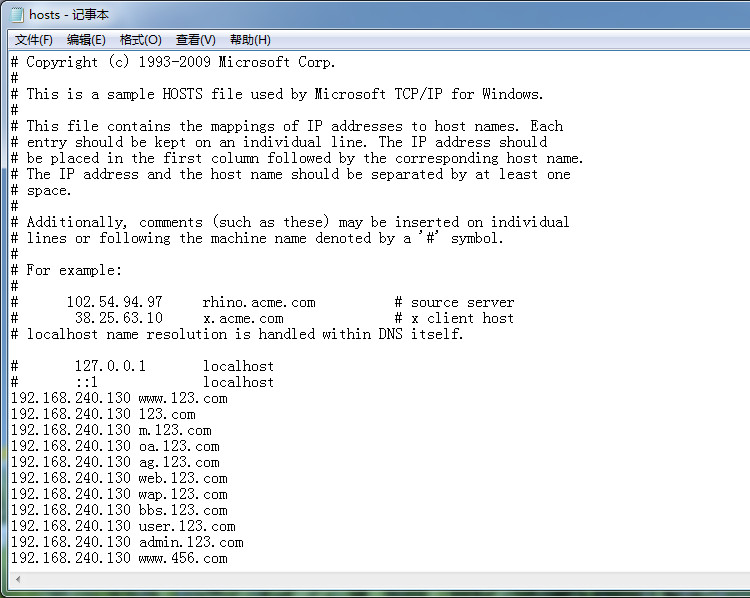 hosts - 记事本
文件(F) 编辑(E) 格式(O) 查看(V) 帮助(H)
# Copyright (c) 1993-2009 Microsoft Corp.
#
# This is a sample HOSTS file used by Microsoft TCP/IP for Windows.
#
# This file contains the mappings of IP addresses to host names. Each
# entry should be kept on an individual line. The IP address should
# be placed in the first column followed by the corresponding host name.
# The IP address and the host name should be separated by at least one
# space.
#
# Additionally, comments (such as these) may be inserted on individual
# lines or following the machine name denoted by a '#' symbol.
#
# For example:
#
#      102.54.94.97     rhino.acme.com          # source server
#       38.25.63.10     x.acme.com              # x client host
# localhost name resolution is handled within DNS itself.

#       127.0.0.1       localhost
#       ::1             localhost
192.168.240.130 www.123.com
192.168.240.130 123.com
192.168.240.130 m.123.com
192.168.240.130 oa.123.com
192.168.240.130 ag.123.com
192.168.240.130 web.123.com
192.168.240.130 wap.123.com
192.168.240.130 bbs.123.com
192.168.240.130 user.123.com
192.168.240.130 admin.123.com
192.168.240.130 www.456.com